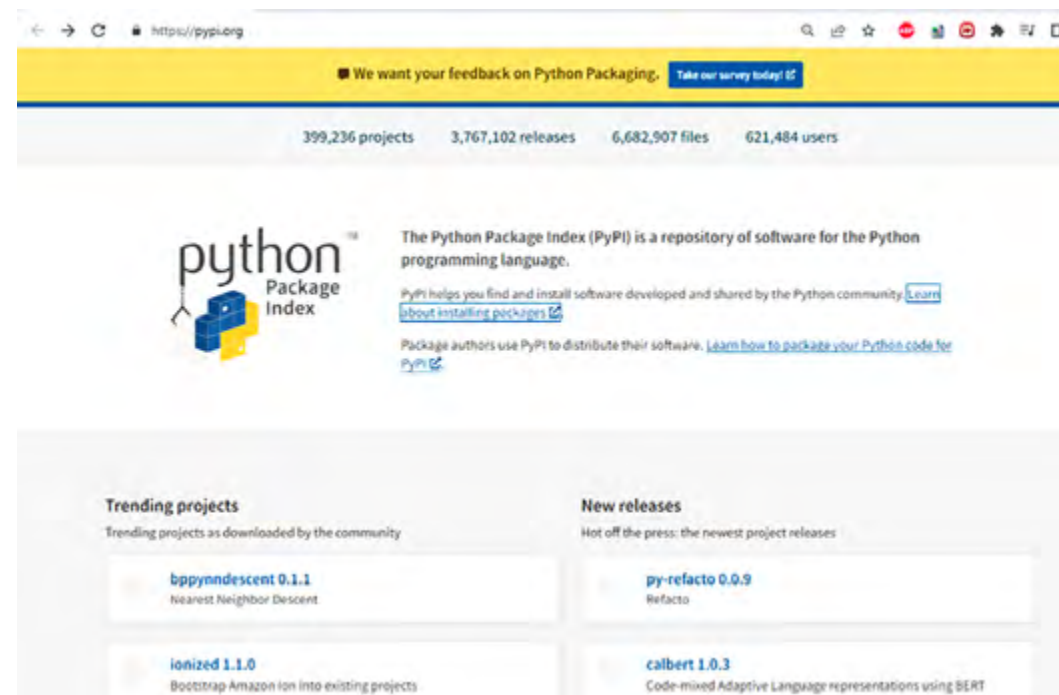 https://pypi.org
We want your feedback on Python Packaging. Take our survey today!
399,236 projects 3,767,102 releases 6,682,907 files 621,484 users
python™
Package
Index
The Python Package Index (PyPI) is a repository of software for the Python
programming language.
PyPI helps you find and install software developed and shared by the Python community. Learn
about installing packages.
Package authors use PyPI to distribute their software. Learn how to package your Python code for
PyPI.
Trending projects
Trending projects as downloaded by the community
bppynndescent 0.1.1
Nearest Neighbor Descent
ionized 1.1.0
Bootstrap Amazon Ion into existing projects
New releases
Hot off the press: the newest project releases
py-refacto 0.0.9
Refacto
calbert 1.0.3
Code-mixed Adaptive Language representations using BERT